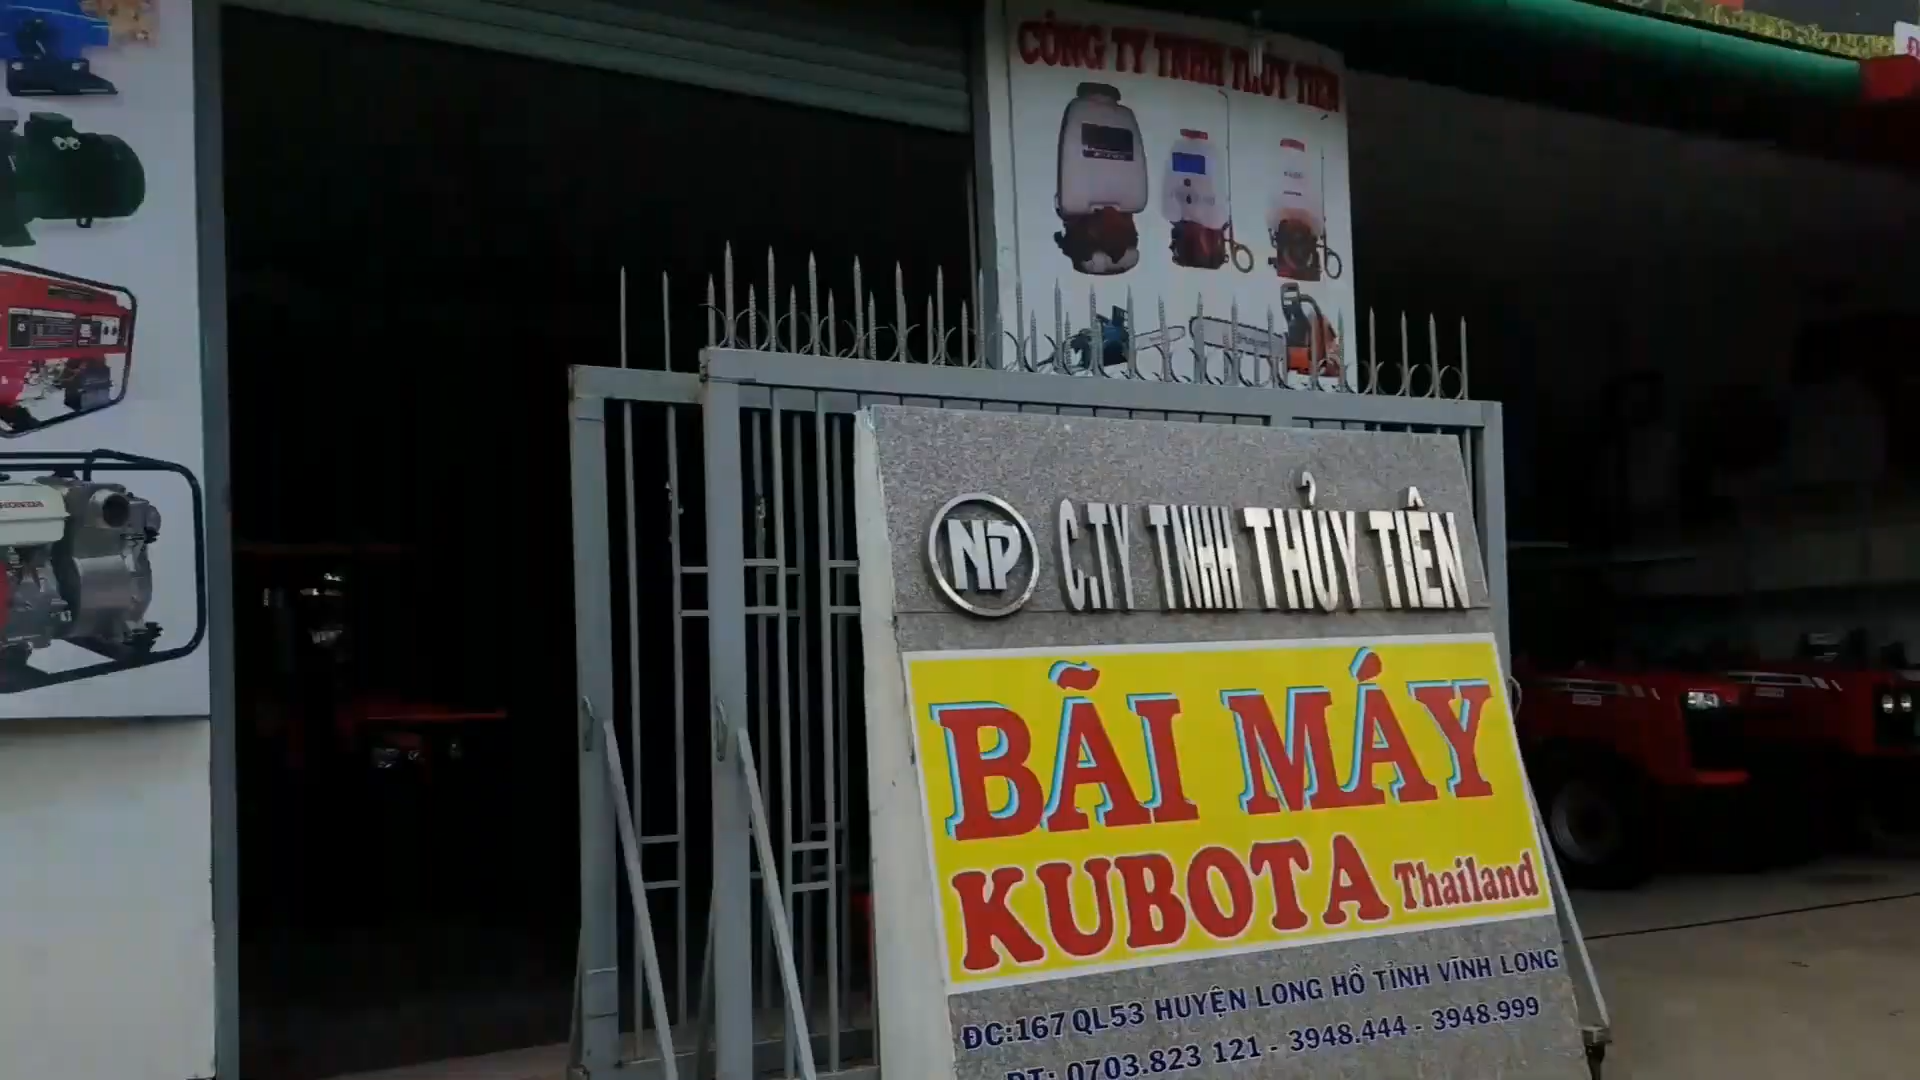 CÔNG TY TNHH THỦY TIÊN
HONDA
NP C.TY TNHH THỦY TIÊN
BÃI MÁY
KUBOTA Thailand
ĐC:167 QL53 HUYỆN LONG HỒ TỈNH VĨNH LONG
ĐT: 0703.823 121 - 3948.444 - 3948.999